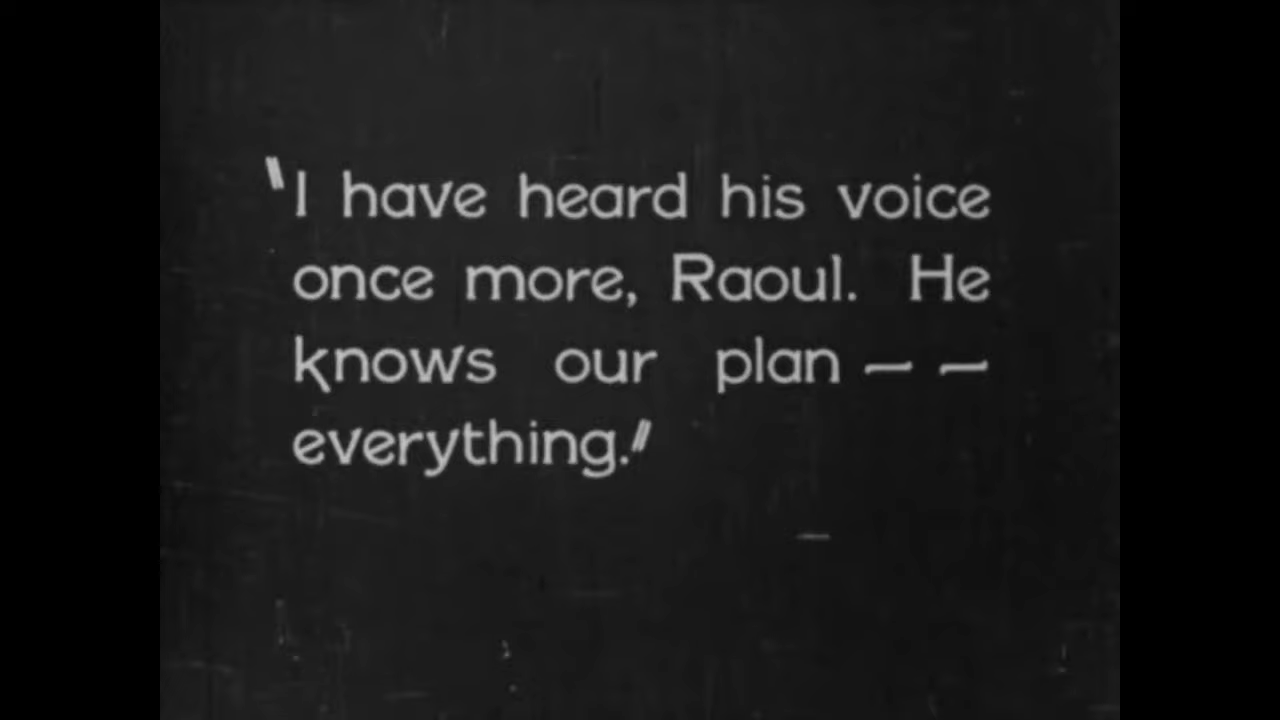 "I have heard his voice
once more, Raoul. He
knows our plan — —
everything."